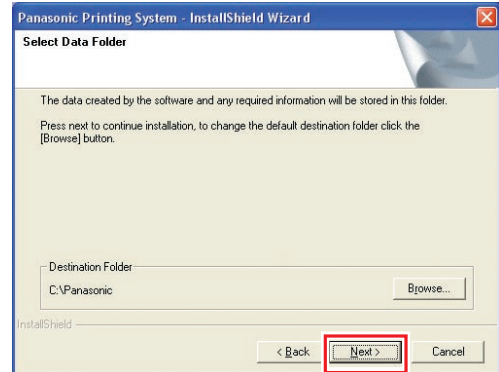 Panasonic Printing System - InstallShield Wizard
Select Data Folder
The data created by the software and any required information will be stored in this folder.
Press next to continue installation, to change the default destination folder click the
[Browse] button.
Destination Folder
C:\Panasonic
Browse...
InstallShield
< Back
Next >
Cancel